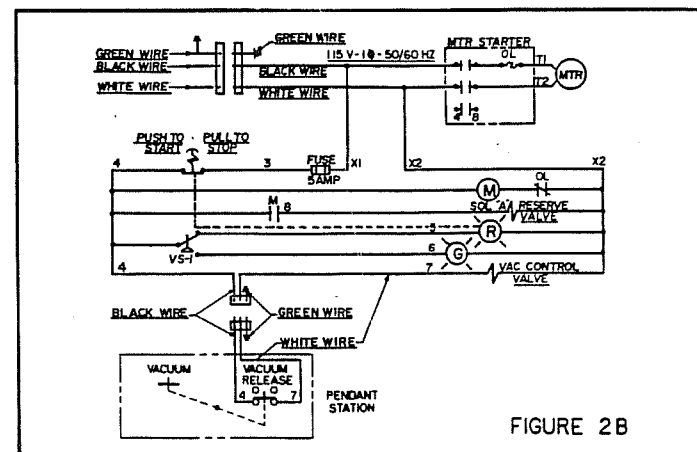 GREEN WIRE
GREEN WIRE
BLACK WIRE
WHITE WIRE
BLACK WIRE
WHITE WIRE
115 V-1Φ-50/60 HZ
MTR STARTER
OL
T1
T2
MTR
4 8
PUSH TO START
PULL TO STOP
4
3
FUSE
5AMP
X1
X2
X2
M
OL
M
8
SOL "A"
RESERVE
VALVE
5
R
VS-1
6
G
4
7
VAC CONTROL
VALVE
BLACK WIRE
GREEN WIRE
WHITE WIRE
VACUUM
VACUUM
RELEASE
4
7
PENDANT
STATION
FIGURE 2B